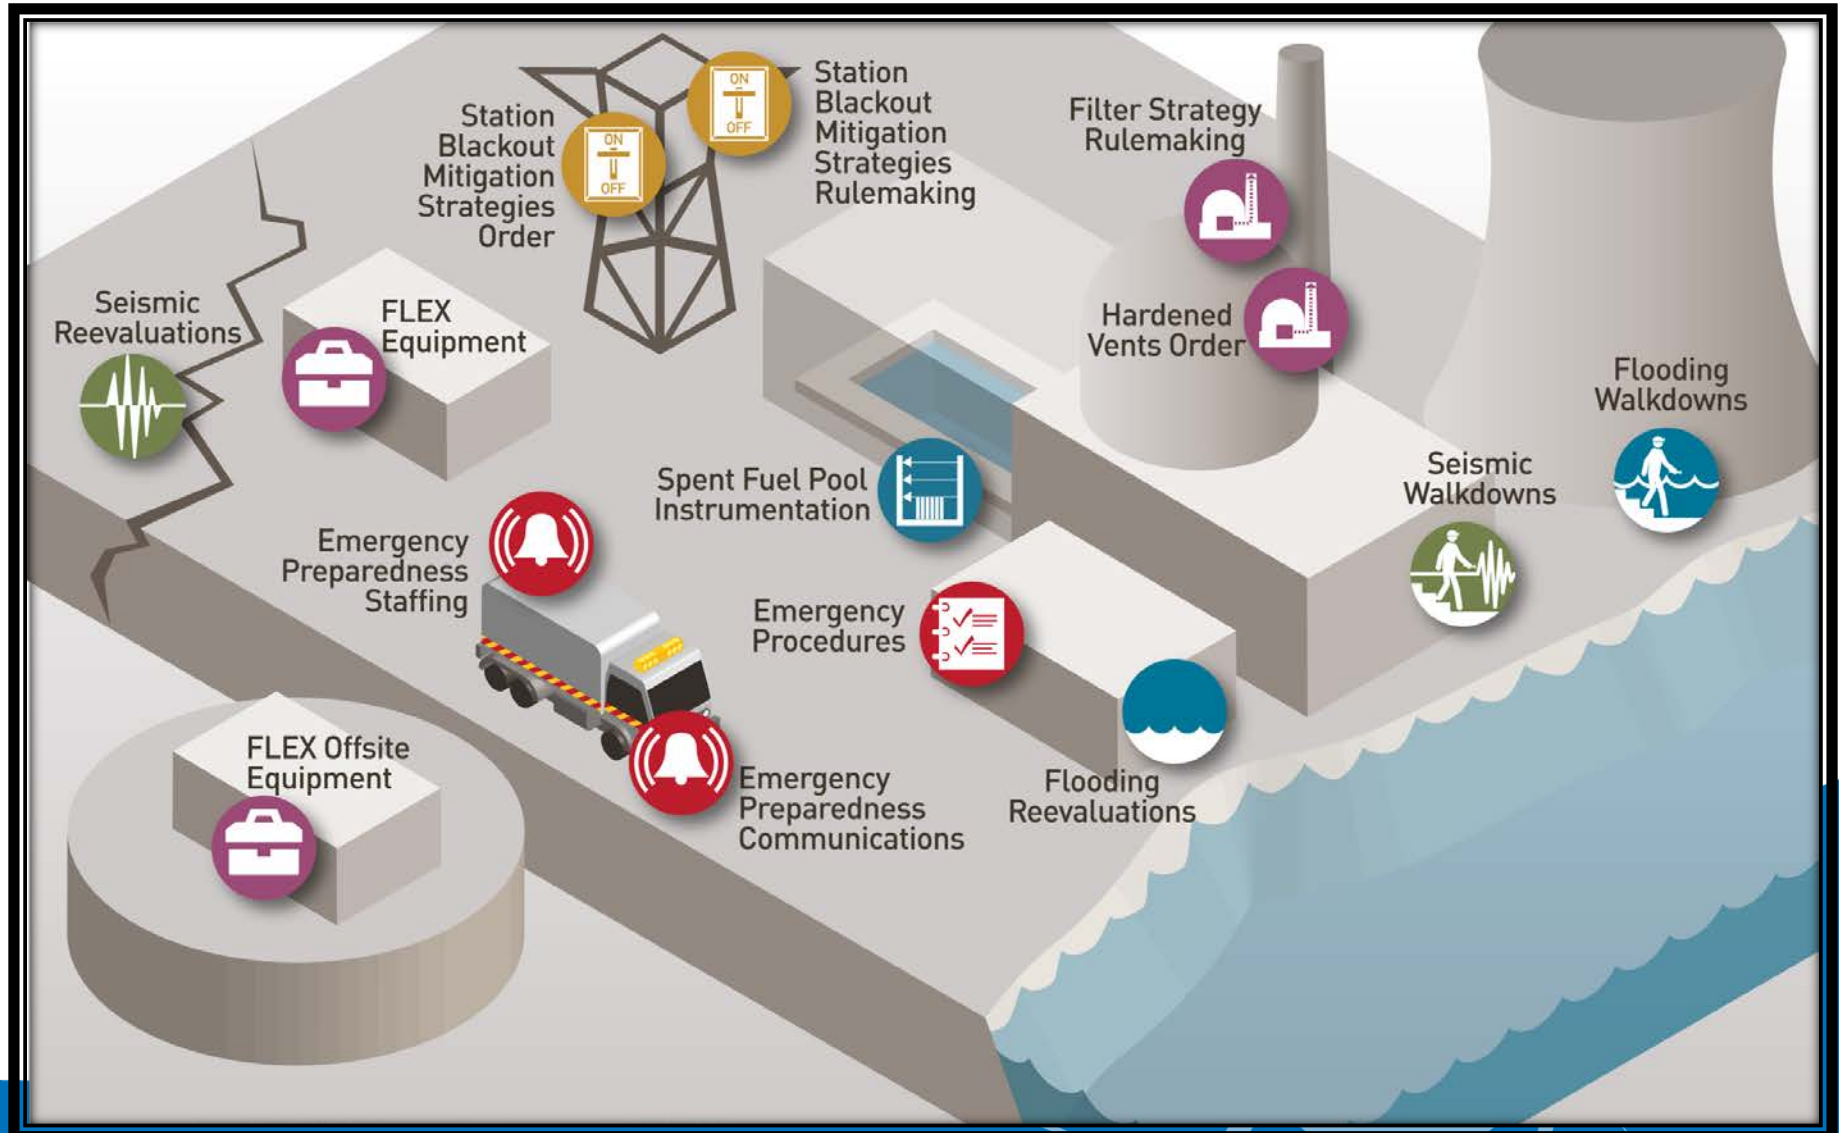 Station
Blackout
Mitigation
Strategies
Order
ON
OFF
ON
OFF
Station
Blackout
Mitigation
Strategies
Rulemaking
Filter Strategy
Rulemaking
Seismic
Reevaluations
FLEX
Equipment
Hardened
Vents Order
Flooding
Walkdowns
Seismic
Walkdowns
Spent Fuel Pool
Instrumentation
Emergency
Preparedness
Staffing
Emergency
Procedures
FLEX Offsite
Equipment
Emergency
Preparedness
Communications
Flooding
Reevaluations